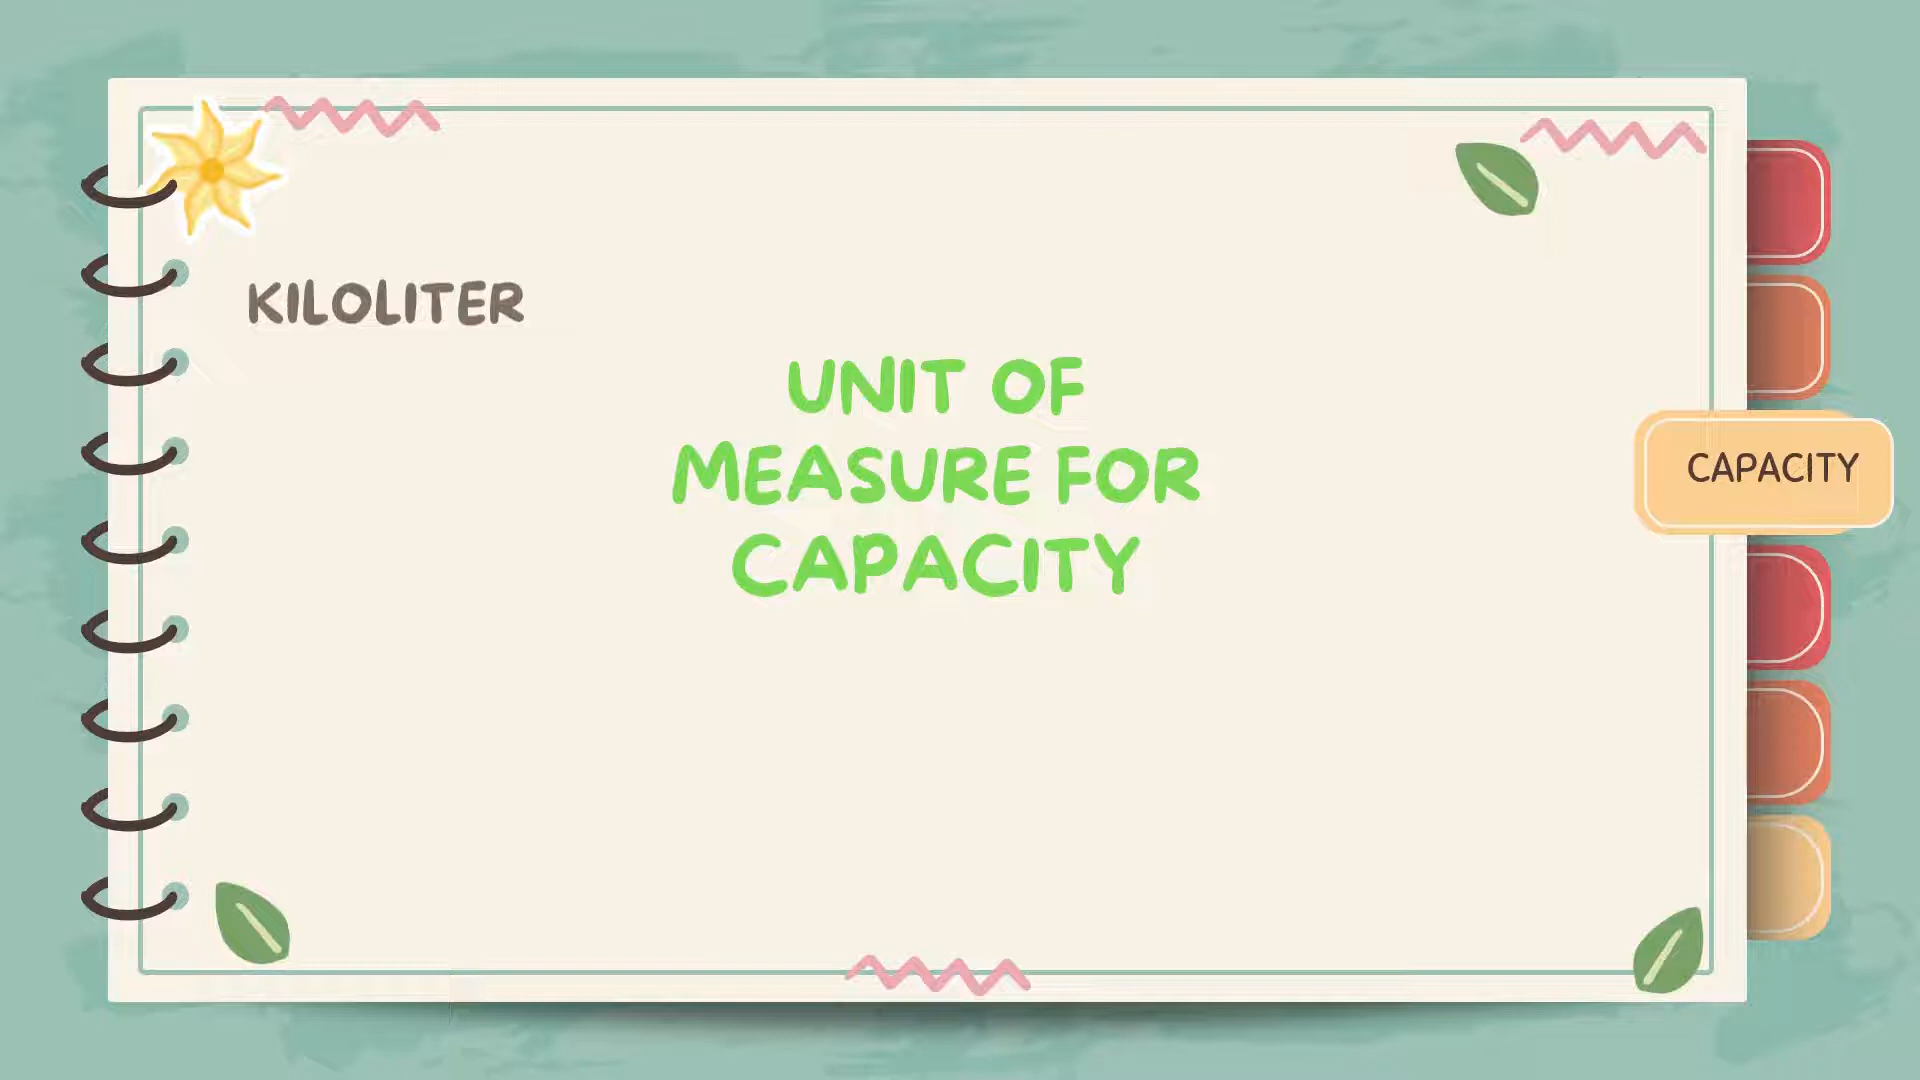 KILOLITER
UNIT OF
MEASURE FOR
CAPACITY
CAPACITY